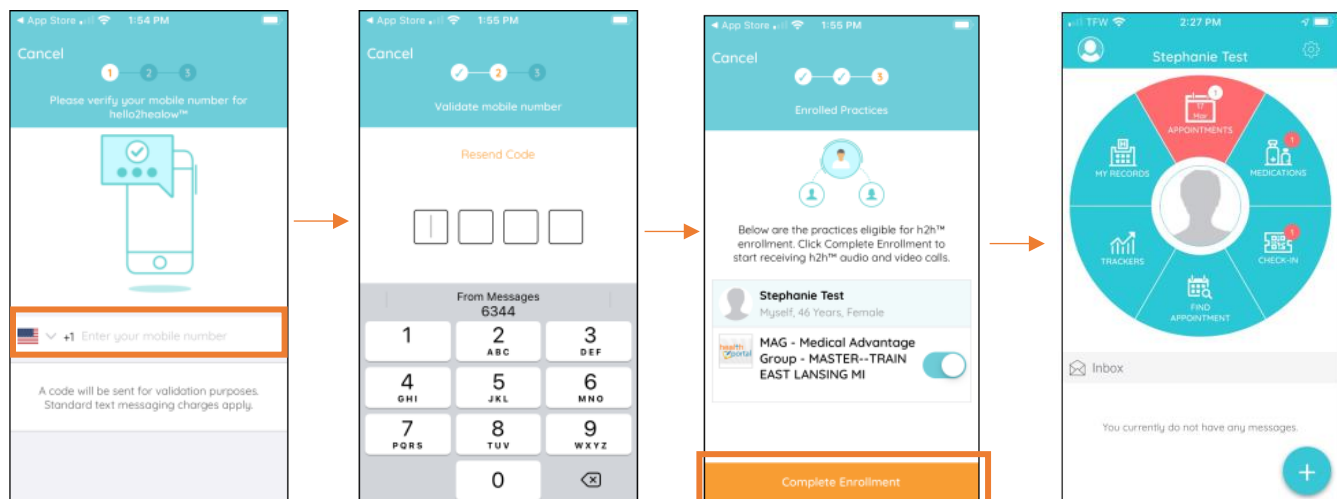 App Store 1:54 PM
Cancel
1 2 3
Please verify your mobile number for
hello2healow™
+1 Enter your mobile number
A code will be sent for validation purposes.
Standard text messaging charges apply.
App Store 1:55 PM
Cancel
2 3
Validate mobile number
Resend Code
From Messages
6344
1 2 3
ABC DEF
4 5 6
GHI JKL MNO
7 8 9
PQRS TUV WXYZ
0
App Store 1:55 PM
Cancel
3
Enrolled Practices
Below are the practices eligible for h2h™
enrollment. Click Complete Enrollment to
start receiving h2h™ audio and video calls.
Stephanie Test
Myself, 46 Years, Female
health
portal
MAG - Medical Advantage
Group - MASTER--TRAIN
EAST LANSING MI
Complete Enrollment
TFW 2:27 PM
Stephanie Test
1
17
Mar
APPOINTMENTS
MY RECORDS
1
MEDICATIONS
TRACKERS
1
CHECK-IN
FIND
APPOINTMENT
Inbox
You currently do not have any messages.
+